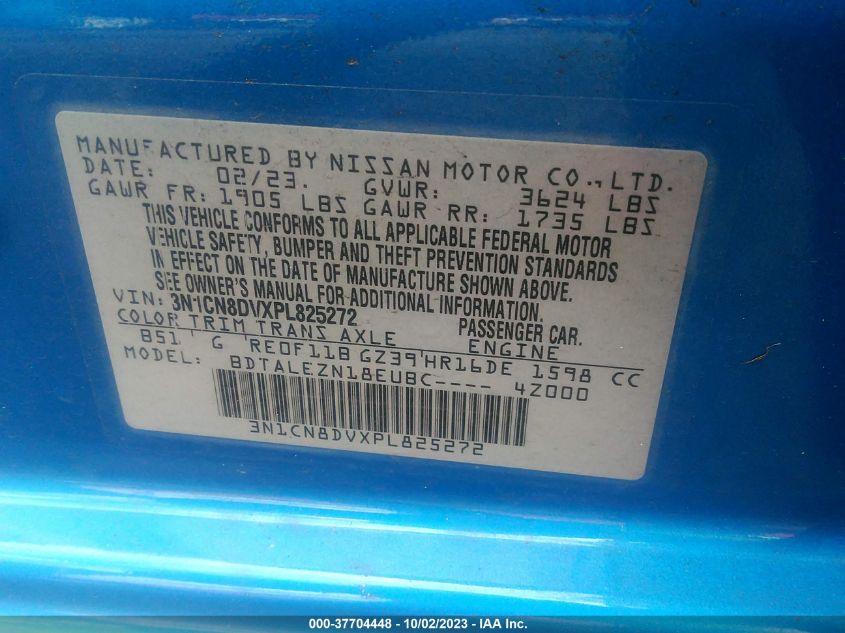 MANUFACTURED BY NISSAN MOTOR CO., LTD.
DATE: 02/23. GVWR: 3624 LBS
GAWR FR: 1905 LBS GAWR RR: 1735 LBS
THIS VEHICLE CONFORMS TO ALL APPLICABLE FEDERAL MOTOR
VEHICLE SAFETY, BUMPER AND THEFT PREVENTION STANDARDS
IN EFFECT ON THE DATE OF MANUFACTURE SHOWN ABOVE.
SEE OWNER'S MANUAL FOR ADDITIONAL INFORMATION.
VIN: 3N1CN8DVXPL825272 PASSENGER CAR.
COLOR TRIM TRANS AXLE ENGINE
B51 G RE0F11B GZ39 HR16DE 1598 CC
MODEL: BDTALEZN18EUBC---- 4Z000
3N1CN8DVXPL825272
000-37704448 - 10/02/2023 - IAA Inc.